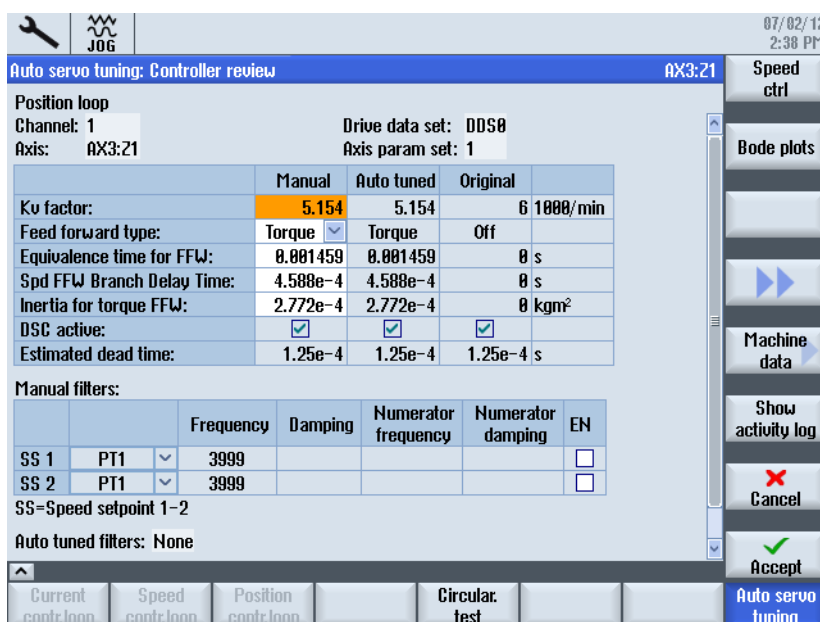 JOG
07/02/12
2:38 PM
Auto servo tuning: Controller review AX3:Z1
Position loop
Channel: 1 Drive data set: DDS0
Axis: AX3:Z1 Axis param set: 1
Manual Auto tuned Original
Kv factor: 5.154 5.154 6 1000/min
Feed forward type: Torque Torque Off
Equivalence time for FFW: 0.001459 0.001459 0 s
Spd FFW Branch Delay Time: 4.588e-4 4.588e-4 0 s
Inertia for torque FFW: 2.772e-4 2.772e-4 0 kgm²
DSC active:
Estimated dead time: 1.25e-4 1.25e-4 1.25e-4 s
Manual filters:
Frequency Damping Numerator frequency Numerator damping EN
SS 1 PT1 3999
SS 2 PT1 3999
SS=Speed setpoint 1-2
Auto tuned filters: None
Speed
ctrl
Bode plots
Machine
data
Show
activity log
Cancel
Accept
Current
contr.loop
Speed
contr.loop
Position
contr.loop
Circular.
test
Auto servo
tuning